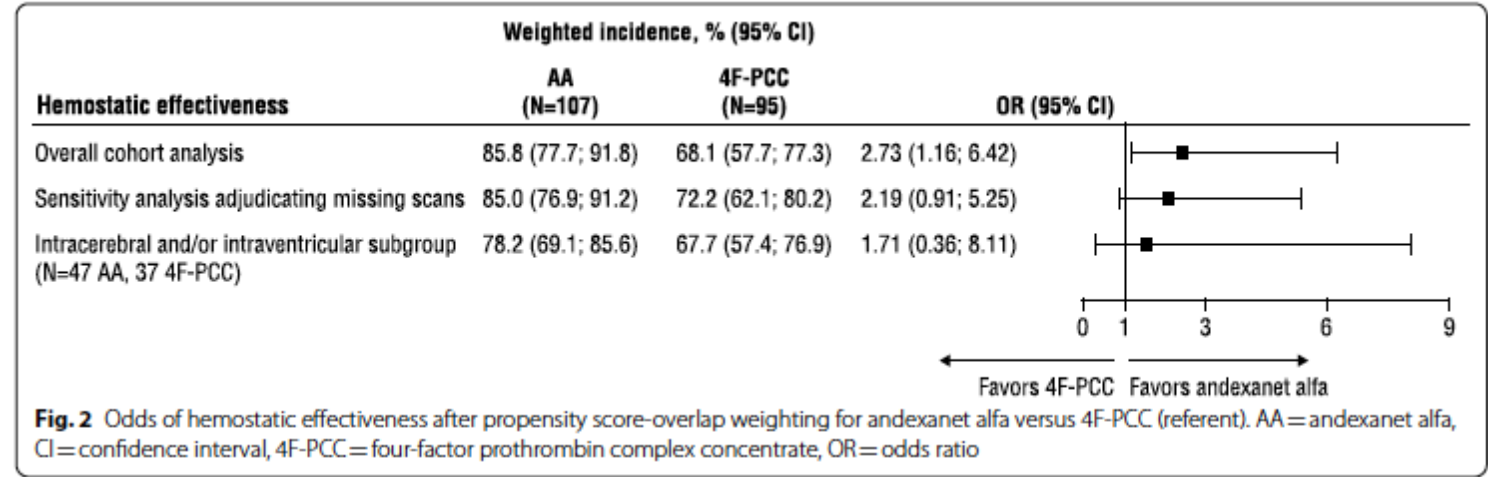 Weighted incidence, % (95% CI)
AA 4F-PCC
Hemostatic effectiveness (N=107) (N=95) OR (95% CI)
Overall cohort analysis 85.8 (77.7; 91.8) 68.1 (57.7; 77.3) 2.73 (1.16; 6.42)
Sensitivity analysis adjudicating missing scans 85.0 (76.9; 91.2) 72.2 (62.1; 80.2) 2.19 (0.91; 5.25)
Intracerebral and/or intraventricular subgroup 78.2 (69.1; 85.6) 67.7 (57.4; 76.9) 1.71 (0.36; 8.11)
(N=47 AA, 37 4F-PCC)
0 1 3 6 9
Favors 4F-PCC Favors andexanet alfa
Fig. 2 Odds of hemostatic effectiveness after propensity score-overlap weighting for andexanet alfa versus 4F-PCC (referent). AA = andexanet alfa,
CI = confidence interval, 4F-PCC = four-factor prothrombin complex concentrate, OR = odds ratio